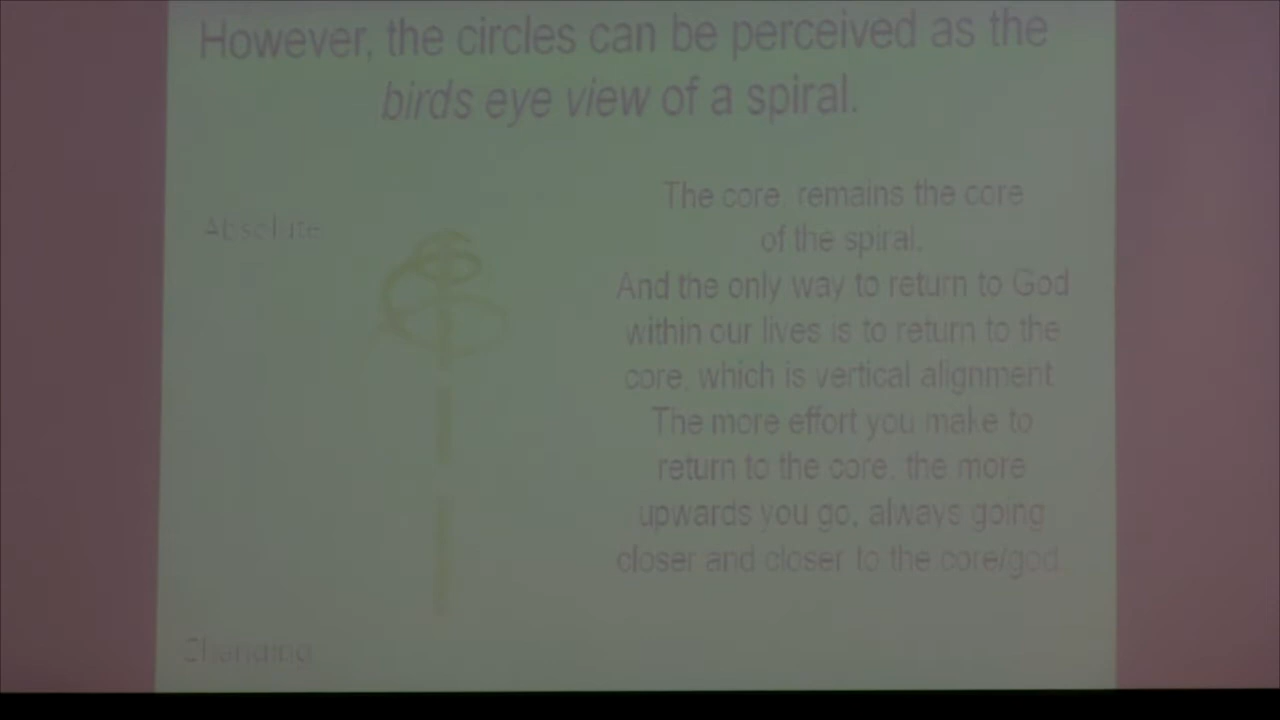 However, the circles can be perceived as the
birds eye view of a spiral.
Absolute
The core, remains the core
of the spiral.
And the only way to return to God
within our lives is to return to the
core, which is vertical alignment
The more effort you make to
return to the core, the more
upwards you go, always going
closer and closer to the core/god
Changing